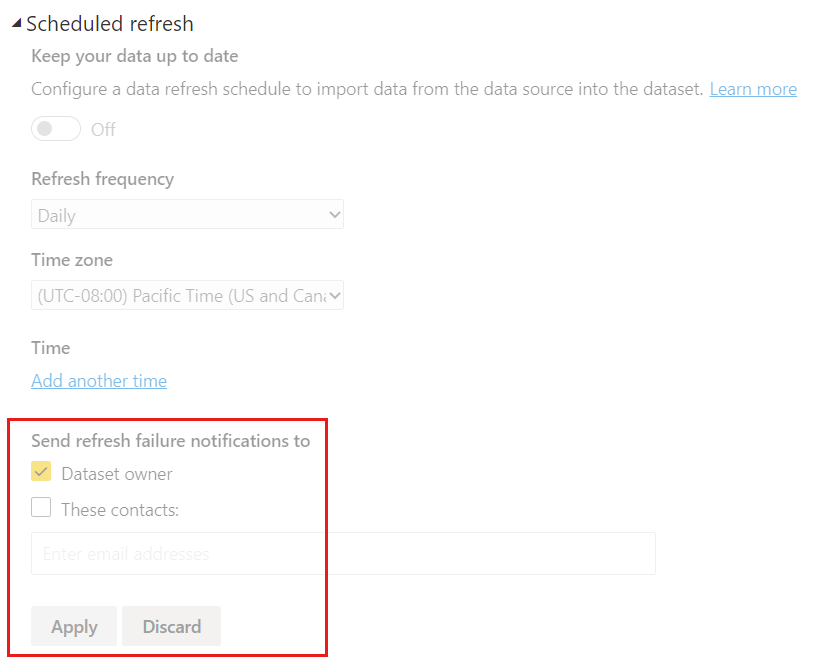 Scheduled refresh
Keep your data up to date
Configure a data refresh schedule to import data from the data source into the dataset. Learn more
Off
Refresh frequency
Daily
Time zone
(UTC-08:00) Pacific Time (US and Cana
Time
Add another time
Send refresh failure notifications to
Dataset owner
These contacts:
Enter email addresses
Apply Discard